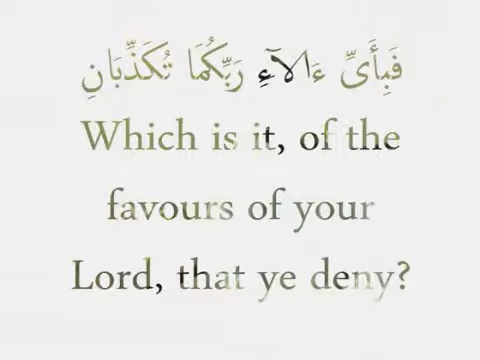 فَبِأَىِّ ءَالَآءِ رَبِّكُمَا تُكَذِّبَانِ
Which is it, of the
favours of your
Lord, that ye deny?